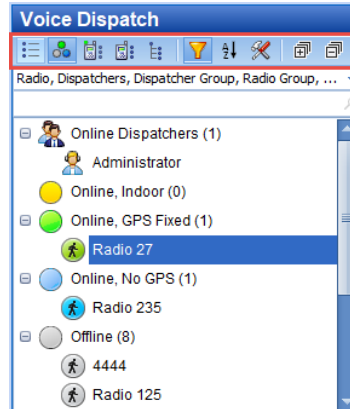 Voice Dispatch
Radio, Dispatchers, Dispatcher Group, Radio Group, ...
Online Dispatchers (1)
Administrator
Online, Indoor (0)
Online, GPS Fixed (1)
Radio 27
Online, No GPS (1)
Radio 235
Offline (8)
4444
Radio 125